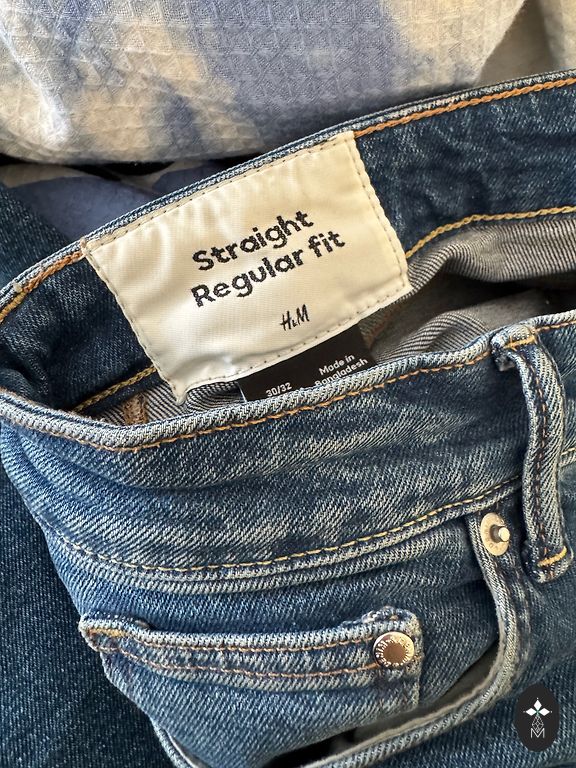 Straight
Regular fit
H&M
30/32
Made in
Bangladesh